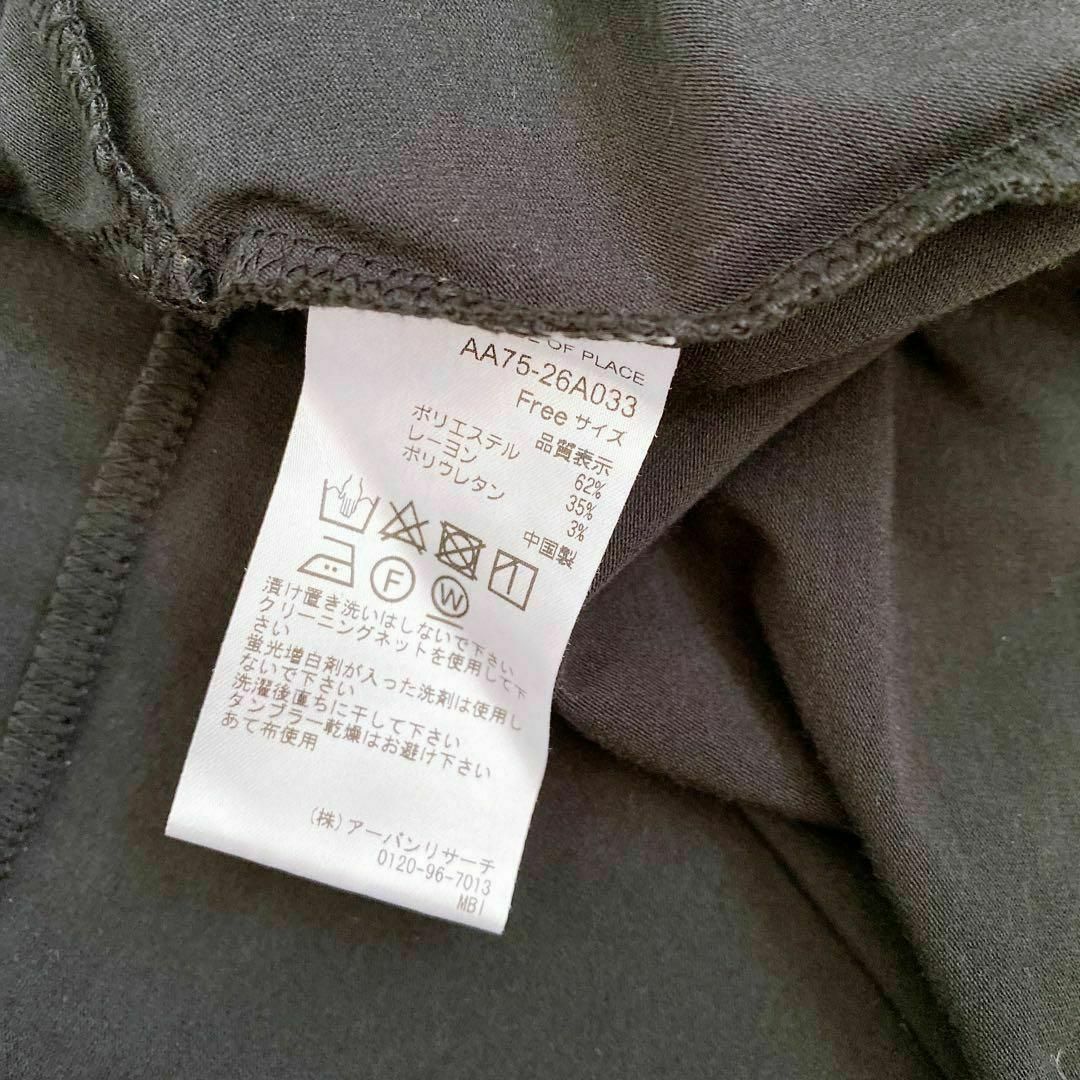 OF PLACE
AA75-26A033
Free サイズ
品質表示
ポリエステル 62%
レーヨン 35%
ポリウレタン 3%
中国製
F W
漬け置き洗いはしないで下さい
クリーニングネットを使用して下
さい
蛍光増白剤が入った洗剤は使用し
ないで下さい
洗濯後直ちに干して下さい
タンブラー乾燥はお避け下さい
あて布使用
(株)アーバンリサーチ
0120-96-7013
MBI